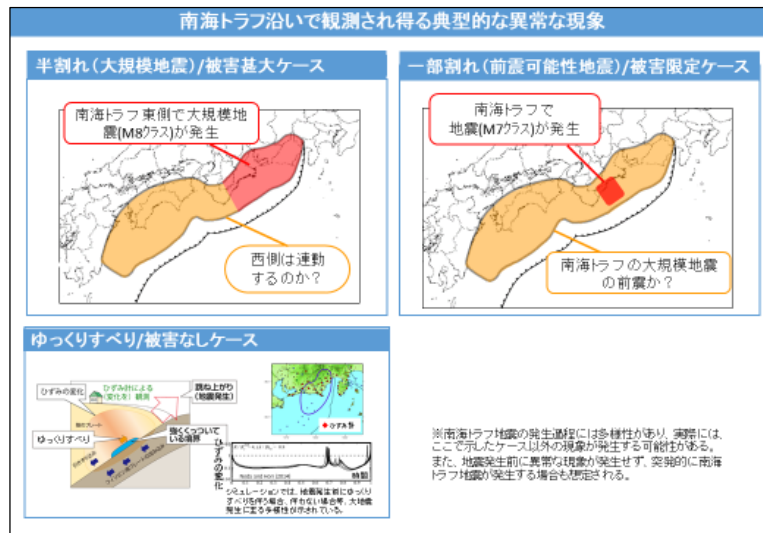 南海トラフ沿いで観測され得る典型的な異常な現象
半割れ(大規模地震)/被害甚大ケース
南海トラフ東側で大規模地
震(M8クラス)が発生
西側は連動
するのか?
一部割れ(前震可能性地震)/被害限定ケース
南海トラフで
地震(M7クラス)が発生
南海トラフの大規模地震
の前震か?
ゆっくりすべり/被害なしケース
ひずみの変化
ひずみ計による
(変化を)観測
跳ね上がり
(地震発生)
ゆっくりすべり
強くくっついて
いる境界
ひずみ計
ひずみの変化
時間
シミュレーションでは、地震発生前にゆっくり
すべりを伴う場合、伴わない場合等、大地震
発生に至る多様性が示されている。
※南海トラフ地震の発生過程には多様性があり、実際には、
ここで示したケース以外の現象が発生する可能性がある。
また、地震発生前に異常な現象が発生せず、突発的に南海
トラフ地震が発生する場合も想定される。